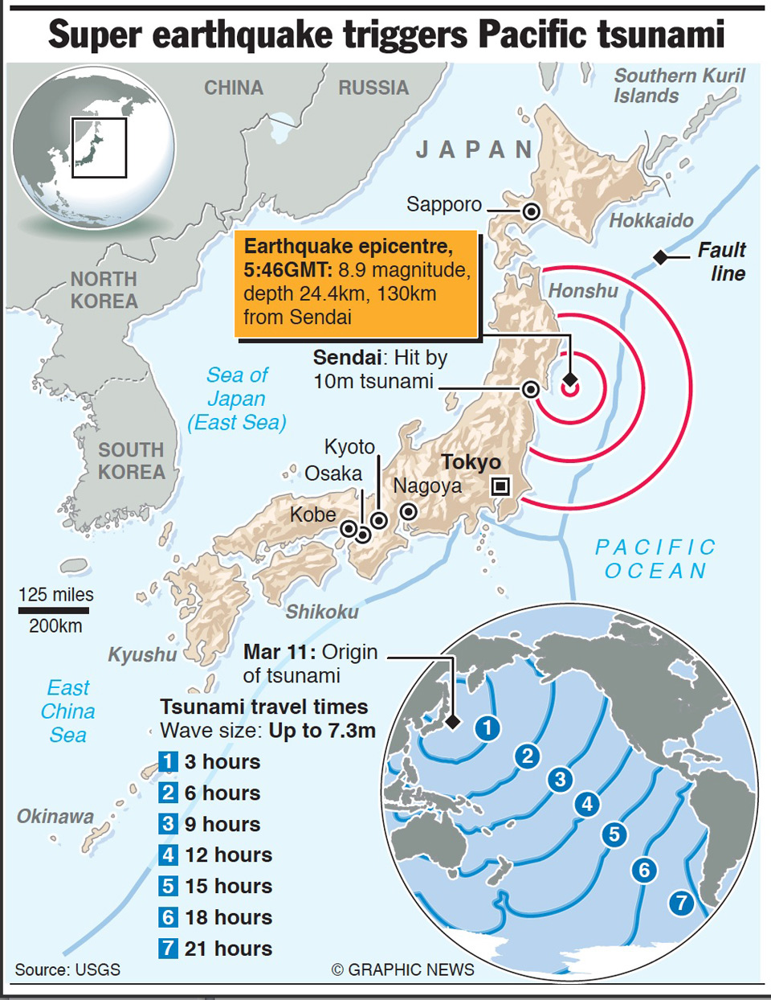 Super earthquake triggers Pacific tsunami
CHINA
RUSSIA
Southern Kuril
Islands
JAPAN
Sapporo
Hokkaido
Earthquake epicentre,
5:46GMT: 8.9 magnitude,
depth 24.4km, 130km
from Sendai
Fault
line
NORTH
KOREA
Honshu
Sendai: Hit by
10m tsunami
Sea of
Japan
(East Sea)
SOUTH
KOREA
Kyoto
Osaka
Tokyo
Nagoya
Kobe
PACIFIC
OCEAN
125 miles
200km
Shikoku
Kyushu
Mar 11: Origin
of tsunami
East
China
Sea
Tsunami travel times
Wave size: Up to 7.3m
1 3 hours
2 6 hours
3 9 hours
4 12 hours
5 15 hours
6 18 hours
7 21 hours
Okinawa
1
2
3
4
5
6
7
Source: USGS
© GRAPHIC NEWS